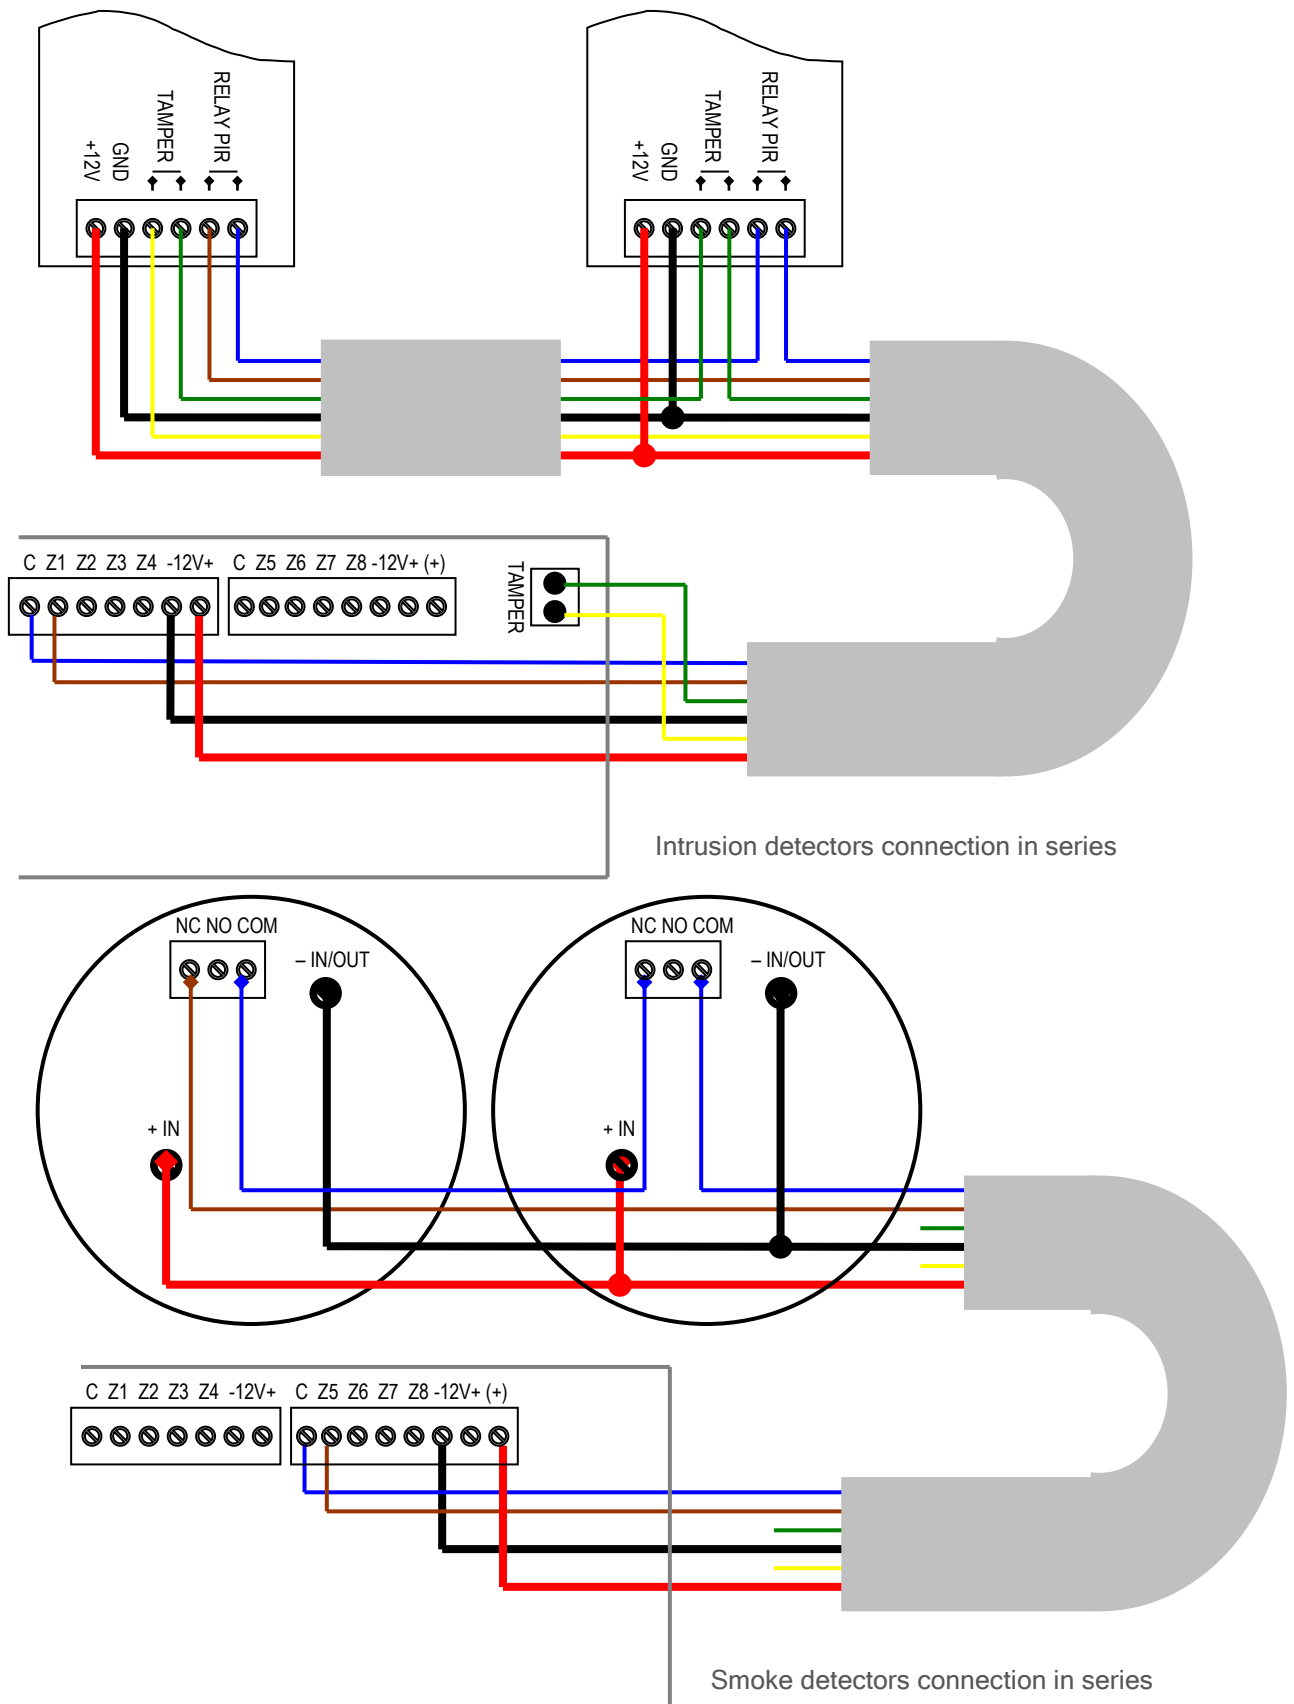 +12V GND TAMPER RELAY PIR
+12V GND TAMPER RELAY PIR
C Z1 Z2 Z3 Z4 -12V+ C Z5 Z6 Z7 Z8 -12V+ (+)
TAMPER
Intrusion detectors connection in series
NC NO COM
– IN/OUT
+ IN
NC NO COM
– IN/OUT
+ IN
C Z1 Z2 Z3 Z4 -12V+ C Z5 Z6 Z7 Z8 -12V+ (+)
Smoke detectors connection in series